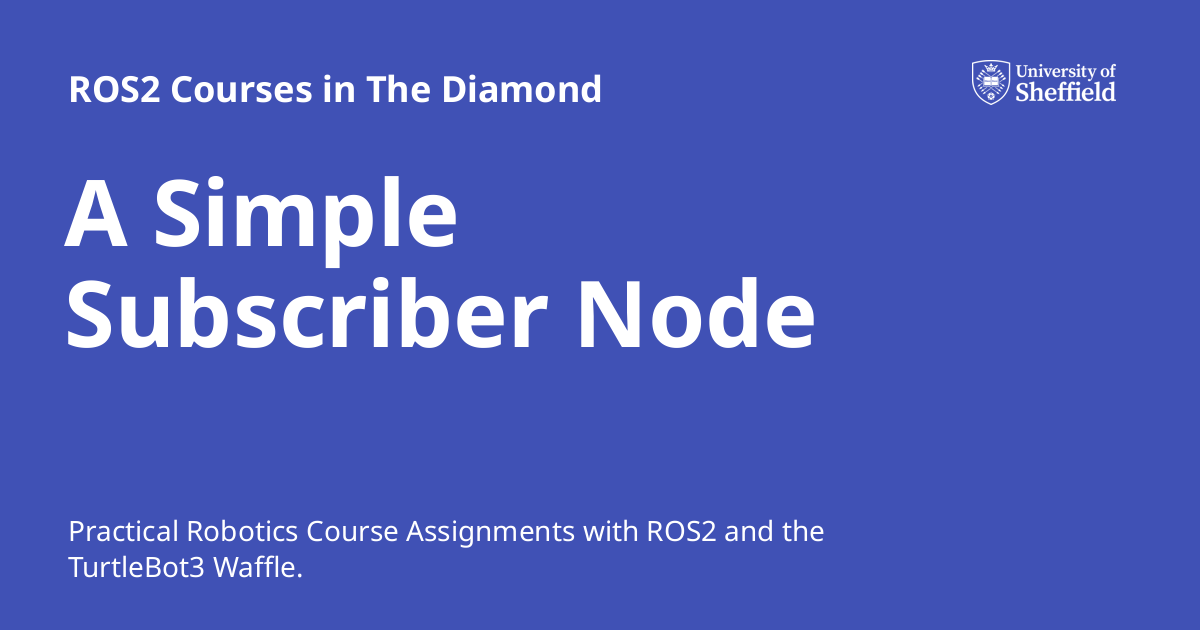 ROS2 Courses in The Diamond
University of
Sheffield
A Simple
Subscriber Node
Practical Robotics Course Assignments with ROS2 and the
TurtleBot3 Waffle.